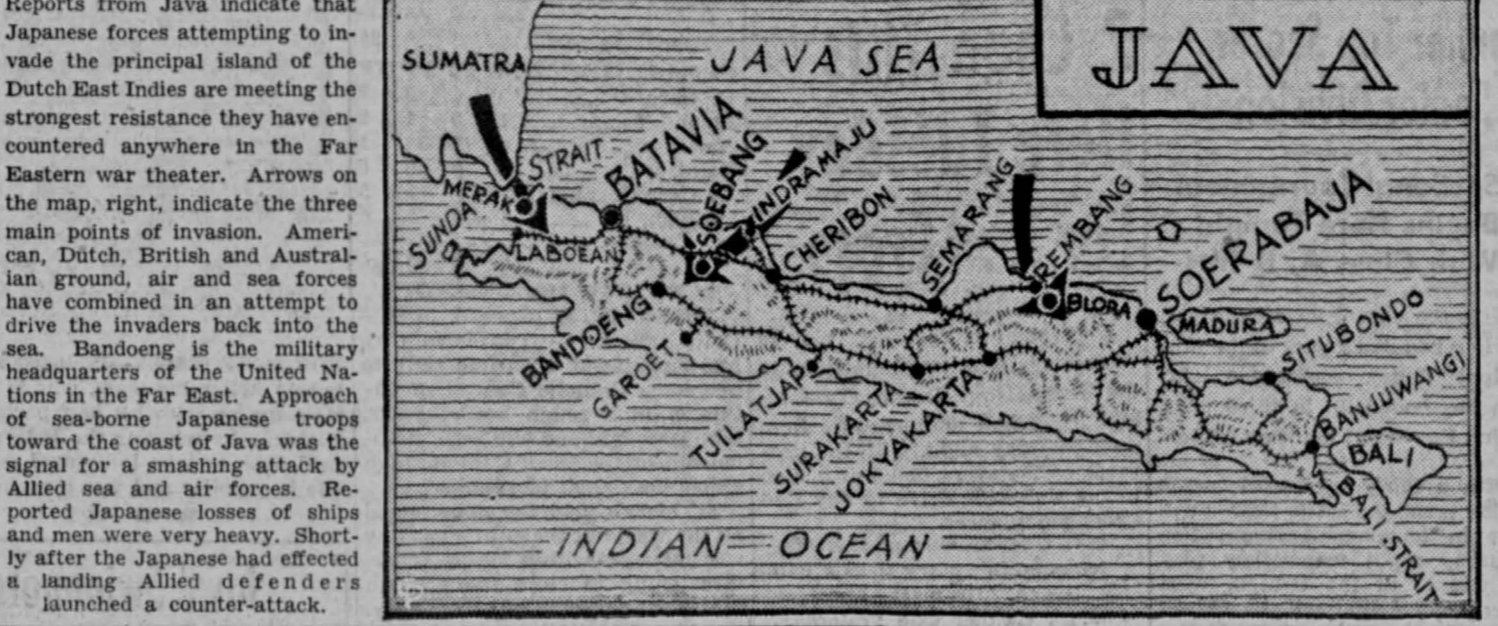 Reports from Java indicate that
Japanese forces attempting to in-
vade the principal island of the
Dutch East Indies are meeting the
strongest resistance they have en-
countered anywhere in the Far
Eastern war theater. Arrows on
the map, right, indicate the three
main points of invasion. Ameri-
can, Dutch, British and Austral-
ian ground, air and sea forces
have combined in an attempt to
drive the invaders back into the
sea. Bandoeng is the military
headquarters of the United Na-
tions in the Far East. Approach
of sea-borne Japanese troops
toward the coast of Java was the
signal for a smashing attack by
Allied sea and air forces. Re-
ported Japanese losses of ships
and men were very heavy. Short-
ly after the Japanese had effected
a landing Allied defenders
launched a counter-attack.
JAVA
SUMATRA
JAVA SEA
SUNDA STRAIT
MERAK
LABOEAN
BATAVIA
SOEBANG
INDRAMAJU
CHERIBON
SEMARANG
REMBANG
BLORA
SOERABAJA
MADURA
SITUBONDO
BANJUWANGI
BALI
BALI STRAIT
BANDOENG
GAROET
TJILATJAP
SURAKARTA
JOKYAKARTA
INDIAN OCEAN